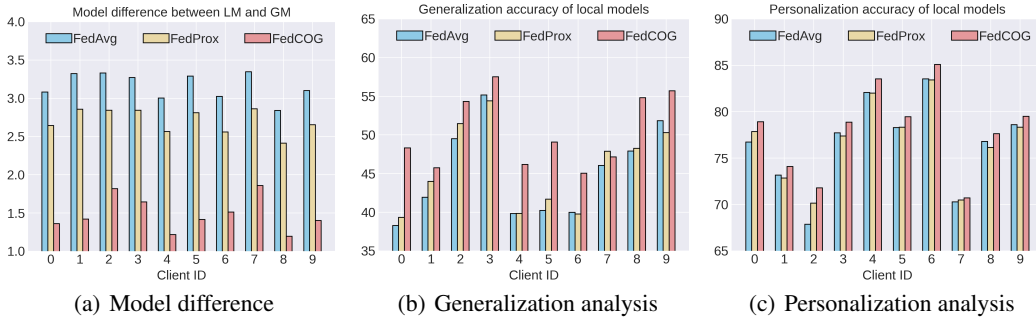 Model difference between LM and GM
FedAvg FedProx FedCOG
4.0
3.5
3.0
2.5
2.0
1.5
1.0
0 1 2 3 4 5 6 7 8 9
Client ID
(a) Model difference
Generalization accuracy of local models
FedAvg FedProx FedCOG
65
60
55
50
45
40
35
0 1 2 3 4 5 6 7 8 9
Client ID
(b) Generalization analysis
Personalization accuracy of local models
FedAvg FedProx FedCOG
90
85
80
75
70
65
0 1 2 3 4 5 6 7 8 9
Client ID
(c) Personalization analysis